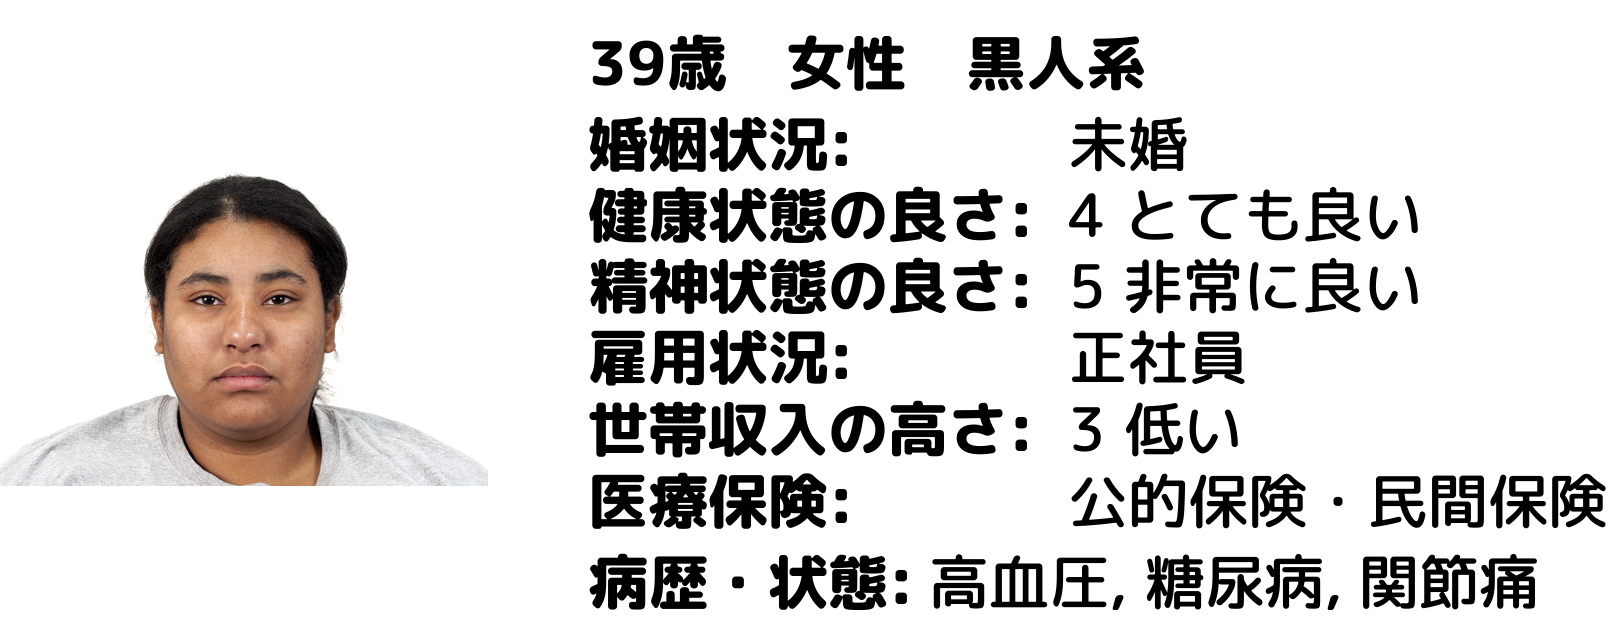 39歳　女性　黒人系
婚姻状況: 未婚
健康状態の良さ: 4 とても良い
精神状態の良さ: 5 非常に良い
雇用状況: 正社員
世帯収入の高さ: 3 低い
医療保険: 公的保険・民間保険
病歴・状態: 高血圧, 糖尿病, 関節痛